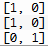 [1, 0]
[1, 0]
[0, 1]